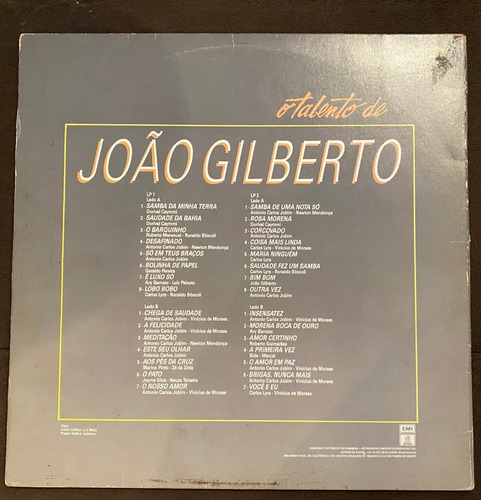 o talento de
JOÃO GILBERTO
LP 1
Lado A
1 - SAMBA DA MINHA TERRA
Dorival Caymmi
2 - SAUDADE DA BAHIA
Dorival Caymmi
3 - O BARQUINHO
Roberto Menescal - Ronaldo Bôscoli
4 - DESAFINADO
Antonio Carlos Jobim - Newton Mendonça
5 - SÓ EM TEUS BRAÇOS
Antonio Carlos Jobim
6 - BOLINHA DE PAPEL
Geraldo Pereira
7 - É LUXO SÓ
Ary Barroso - Luiz Peixoto
8 - LOBO BOBO
Carlos Lyra - Ronaldo Bôscoli
Lado B
1 - CHEGA DE SAUDADE
Antonio Carlos Jobim - Vinícius de Moraes
2 - A FELICIDADE
Antonio Carlos Jobim - Vinícius de Moraes
3 - MEDITAÇÃO
Antonio Carlos Jobim - Newton Mendonça
4 - ESTE SEU OLHAR
Antonio Carlos Jobim
5 - AOS PÉS DA CRUZ
Marino Pinto - Zé da Zilda
6 - O PATO
Jayme Silva - Neuza Teixeira
7 - O NOSSO AMOR
Antonio Carlos Jobim - Vinícius de Moraes
LP 2
Lado A
1 - SAMBA DE UMA NOTA SÓ
Antonio Carlos Jobim - Newton Mendonça
2 - ROSA MORENA
Dorival Caymmi
3 - CORCOVADO
Antonio Carlos Jobim
4 - COISA MAIS LINDA
Carlos Lyra - Vinícius de Moraes
5 - MARIA NINGUÉM
Carlos Lyra
6 - SAUDADE FEZ UM SAMBA
Carlos Lyra - Ronaldo Bôscoli
7 - BIM BOM
João Gilberto
8 - OUTRA VEZ
Antonio Carlos Jobim
Lado B
1 - INSENSATEZ
Antonio Carlos Jobim - Vinícius de Moraes
2 - MORENA BOCA DE OURO
Ary Barroso
3 - AMOR CERTINHO
Roberto Guimarães
4 - A PRIMEIRA VEZ
Bide - Marçal
5 - O AMOR EM PAZ
Antonio Carlos Jobim - Vinícius de Moraes
6 - BRIGAS, NUNCA MAIS
Antonio Carlos Jobim - Vinícius de Moraes
7 - VOCÊ E EU
Carlos Lyra - Vinícius de Moraes
Capa
EMI